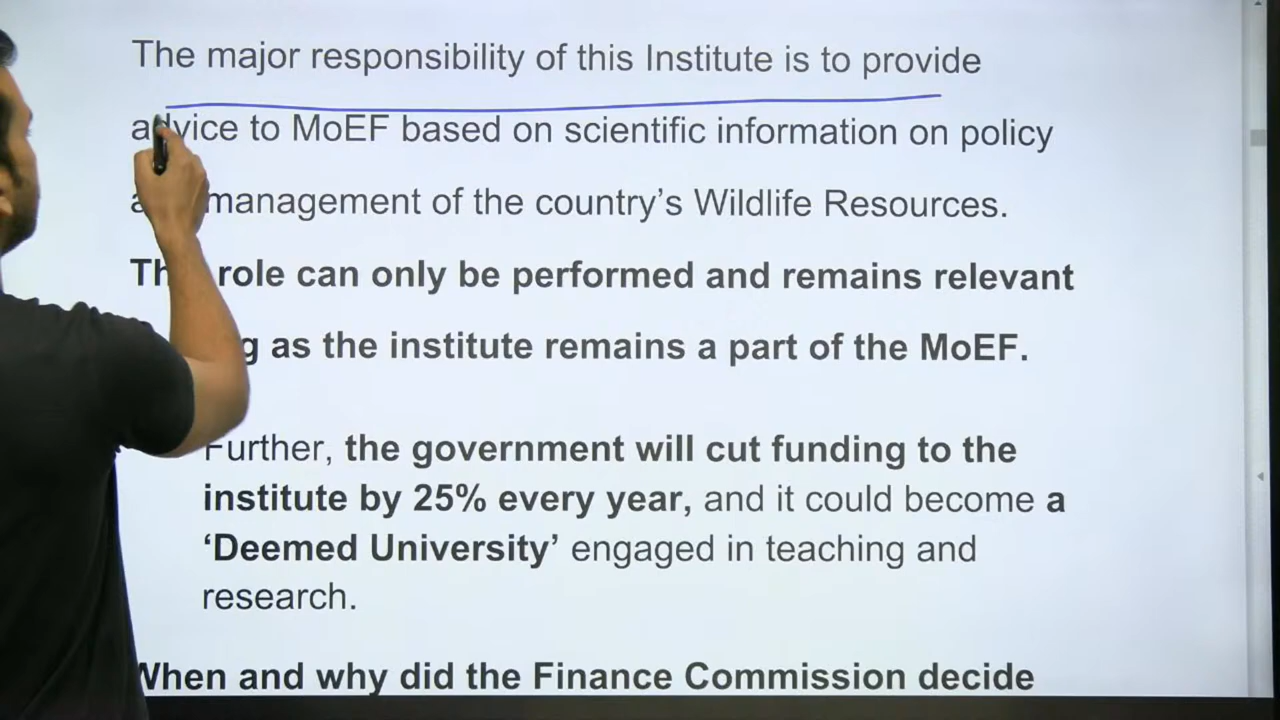 The major responsibility of this Institute is to provide
advice to MoEF based on scientific information on policy
management of the country's Wildlife Resources.
role can only be performed and remains relevant
as the institute remains a part of the MoEF.
Further, the government will cut funding to the
institute by 25% every year, and it could become a
'Deemed University' engaged in teaching and
research.
When and why did the Finance Commission decide